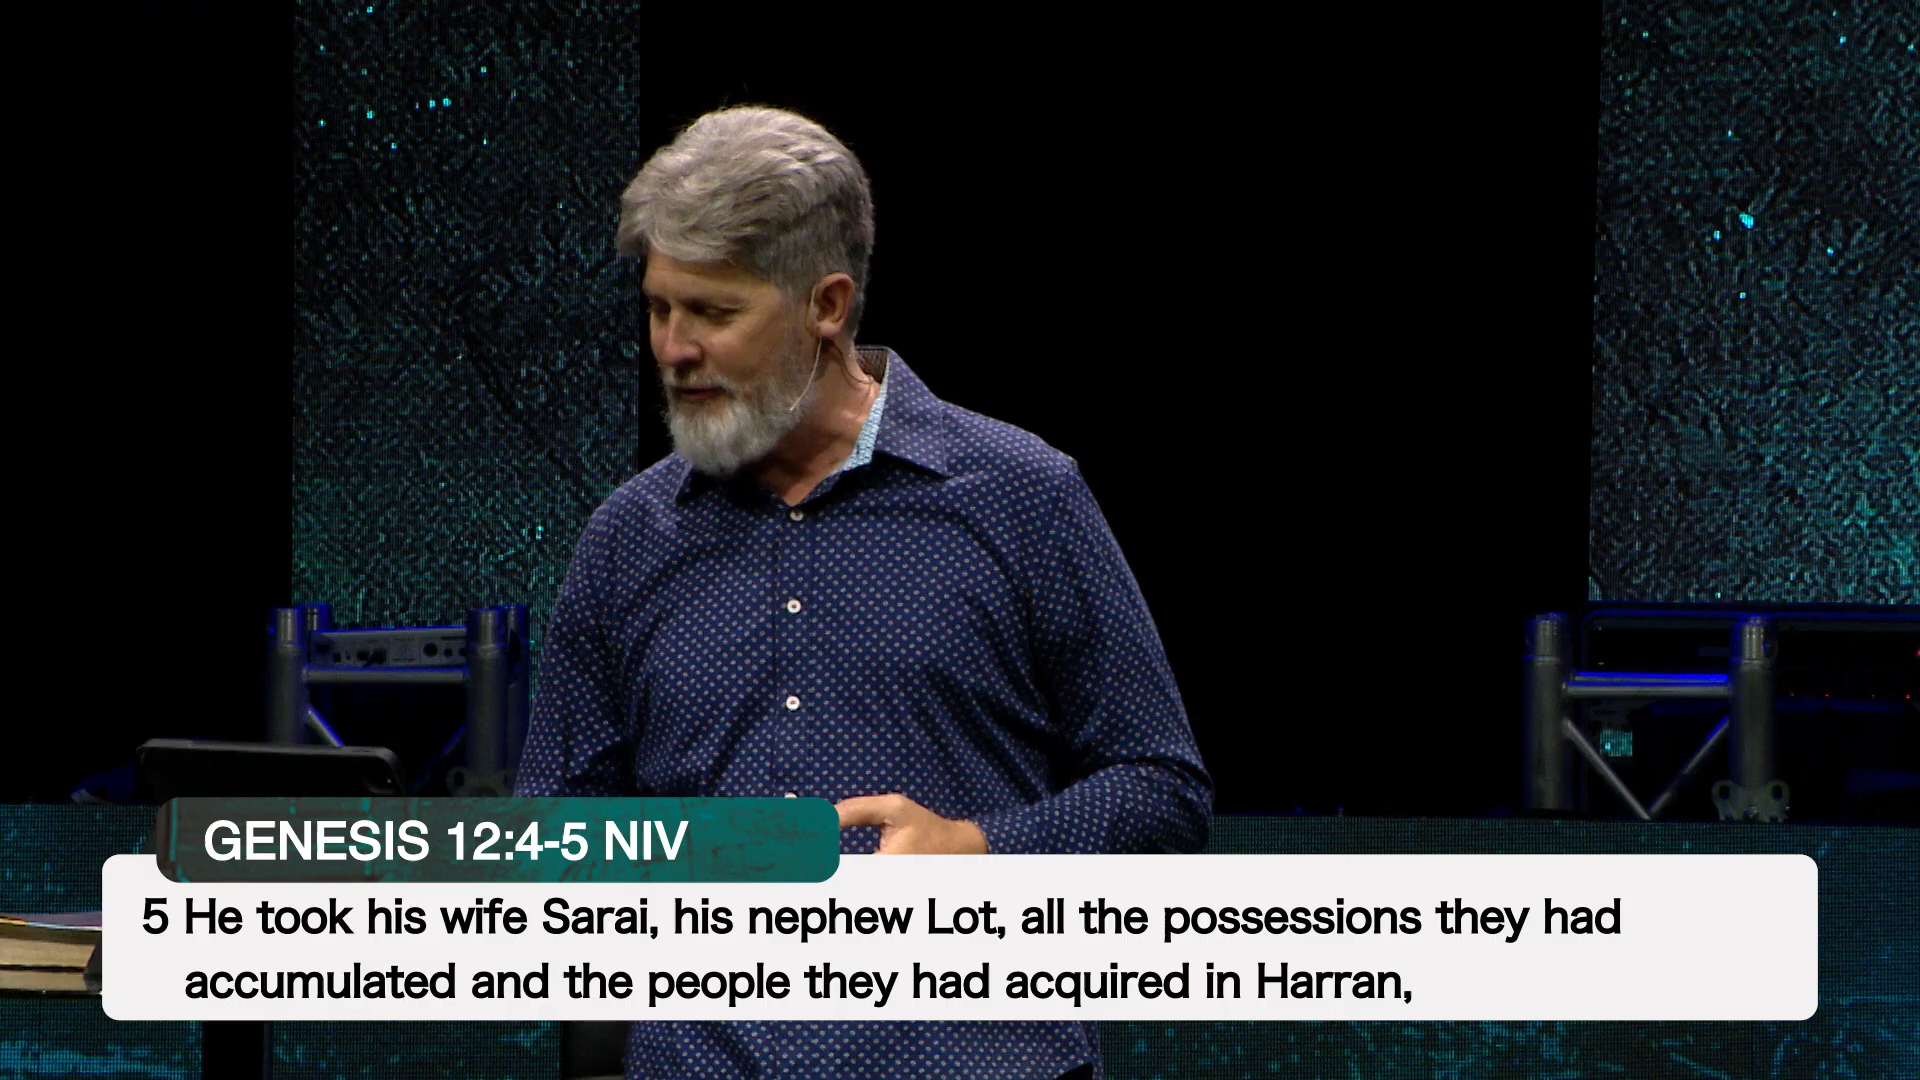 GENESIS 12:4-5 NIV
5 He took his wife Sarai, his nephew Lot, all the possessions they had
accumulated and the people they had acquired in Harran,